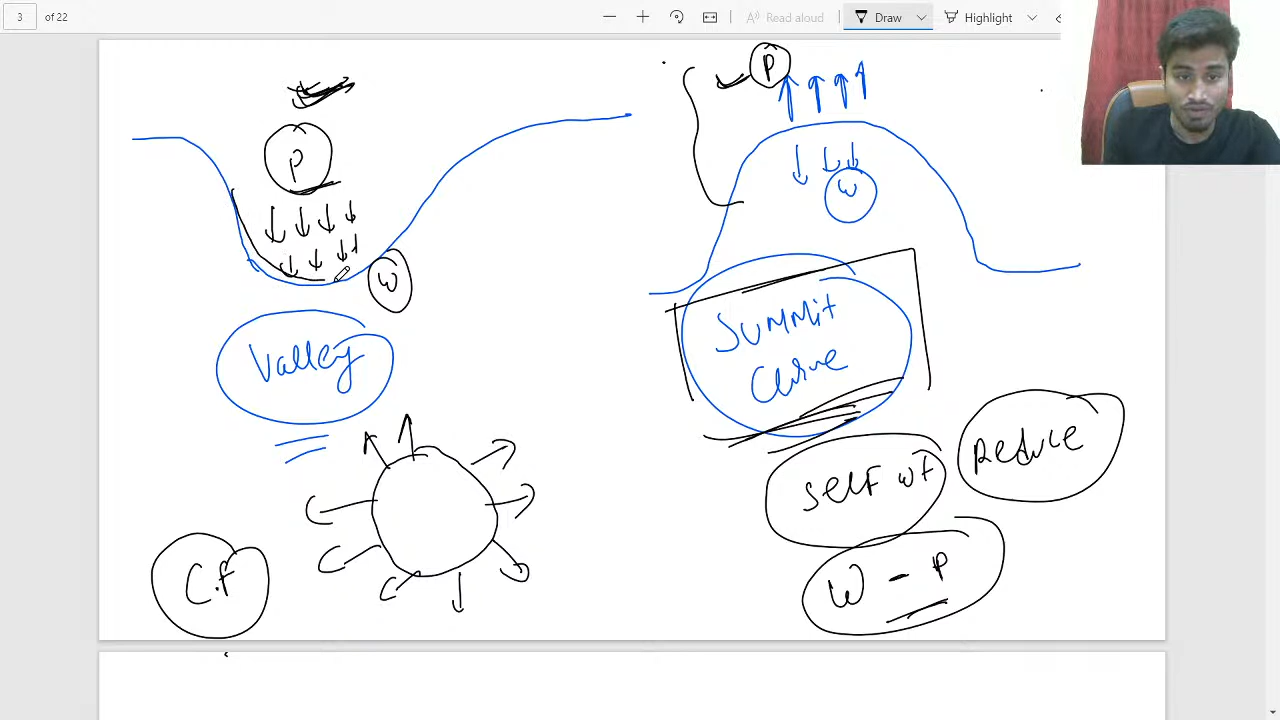 3 of 22
Read aloud
Draw
Highlight
P
W
Valley
C.F
P
W
Summit
Curve
Reduce
Self wt
W - P